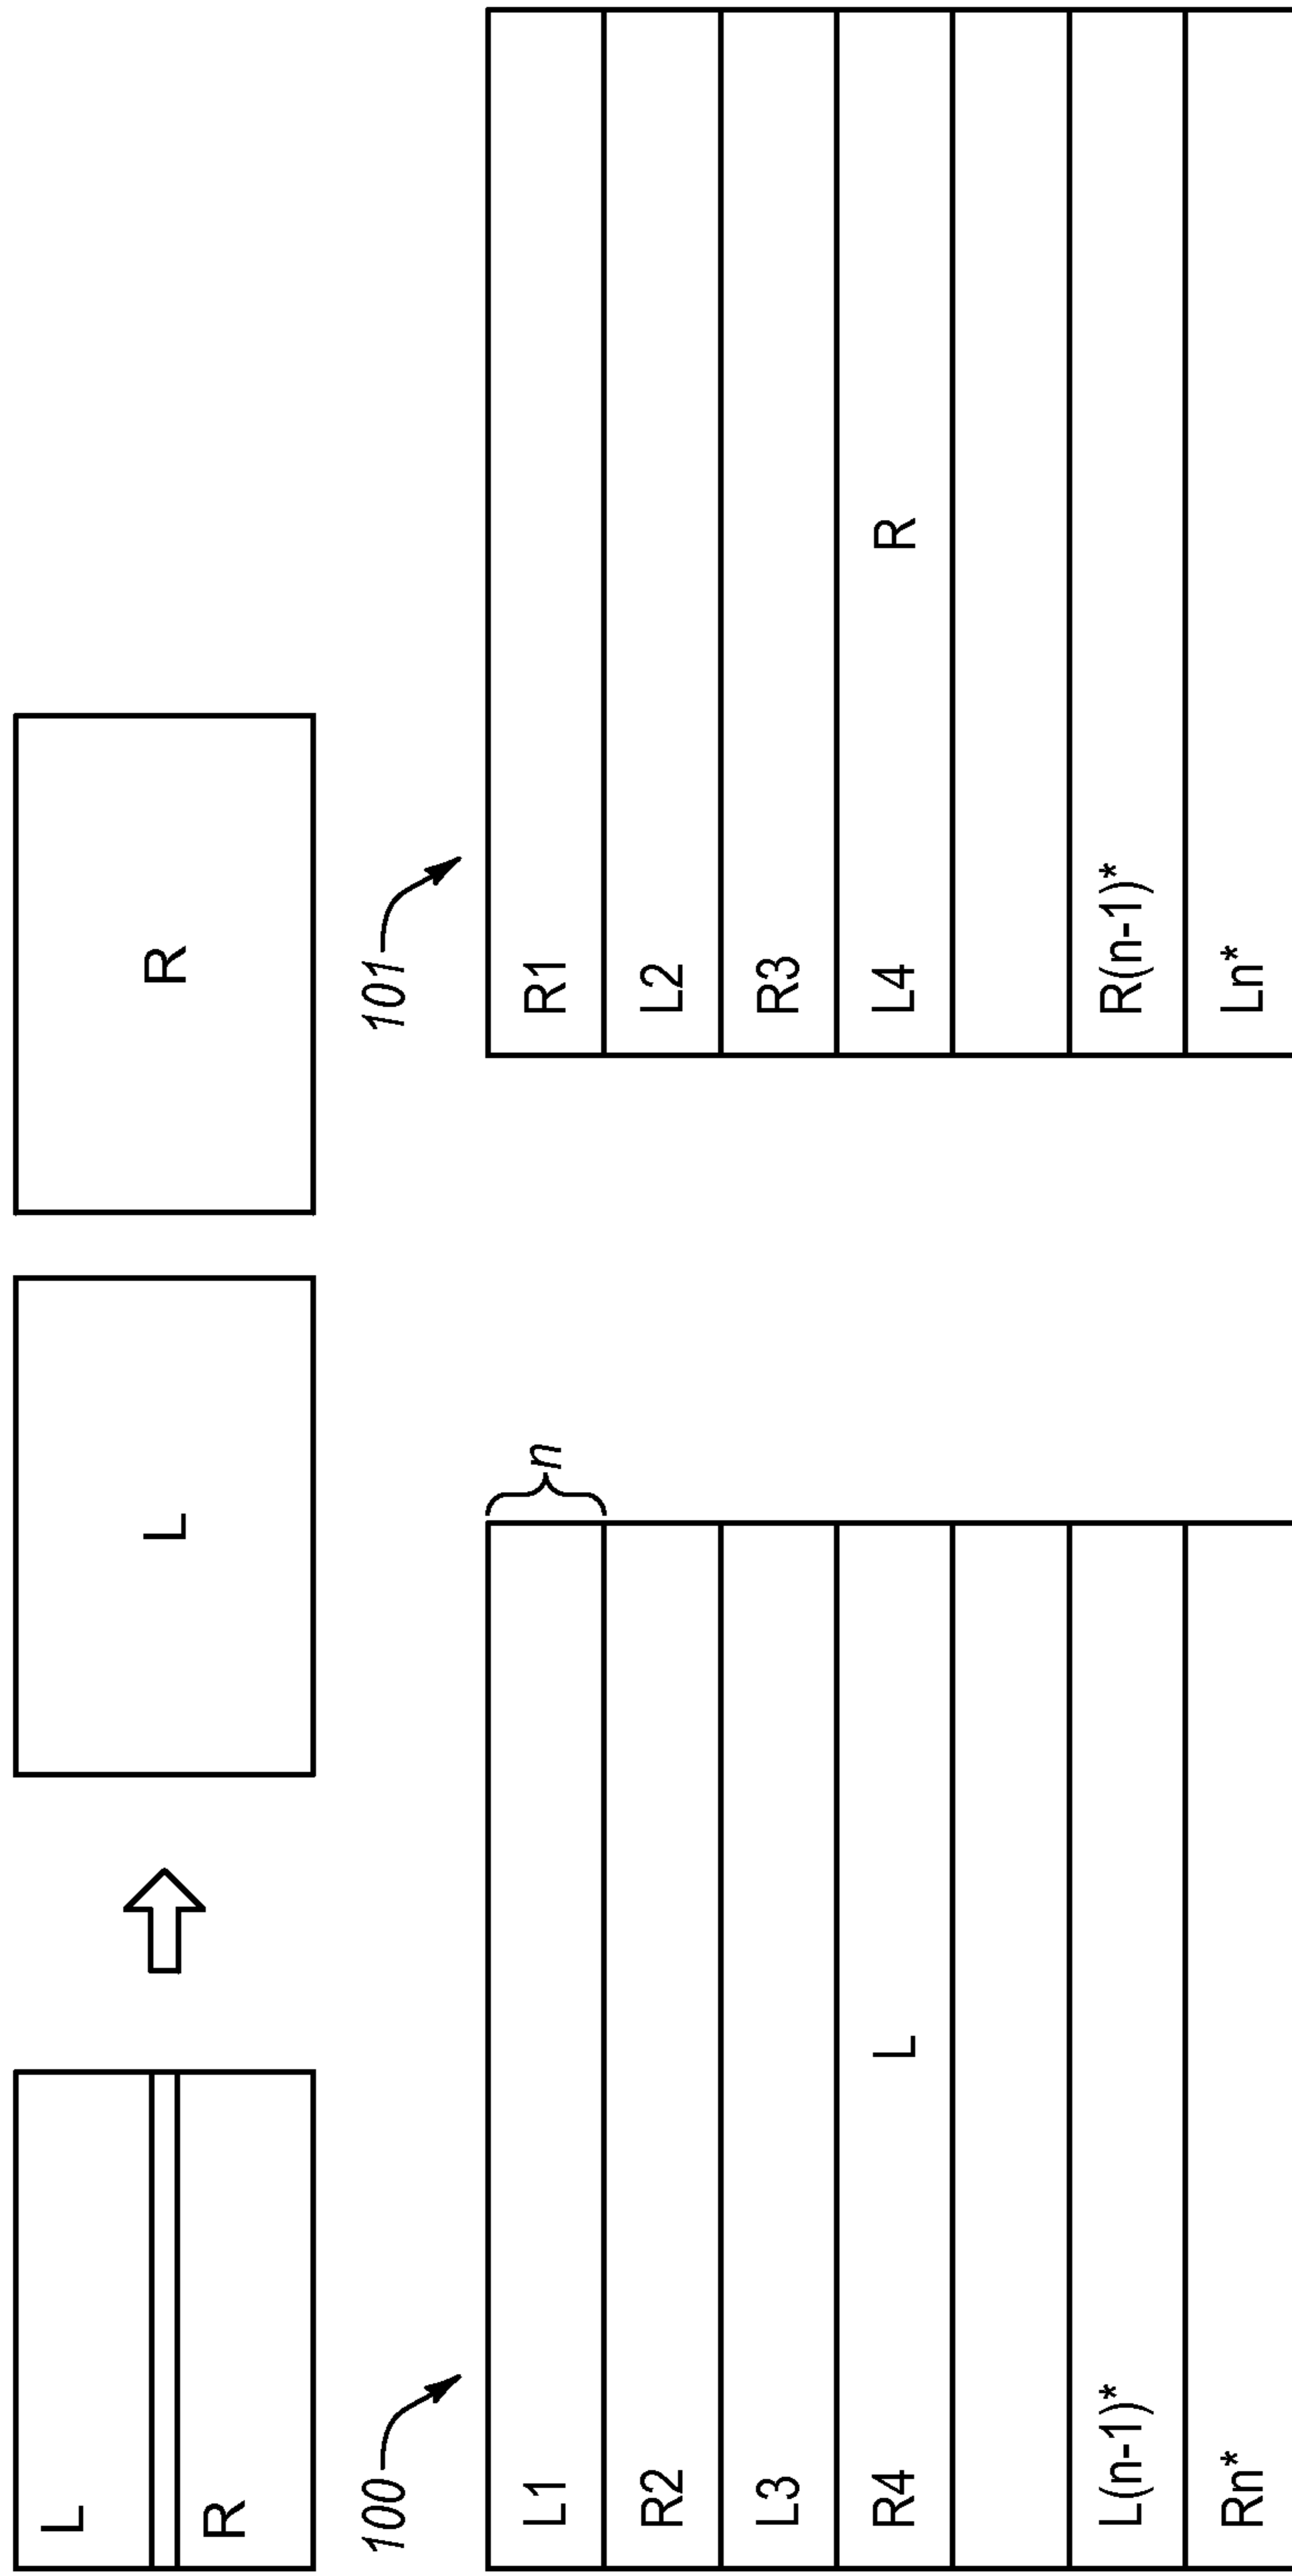 L L
R
L
R
100
101
n
L1
R2
L3
R4 L
L(n-1)*
Rn*
R1
L2
R3
L4 R
R(n-1)*
Ln*